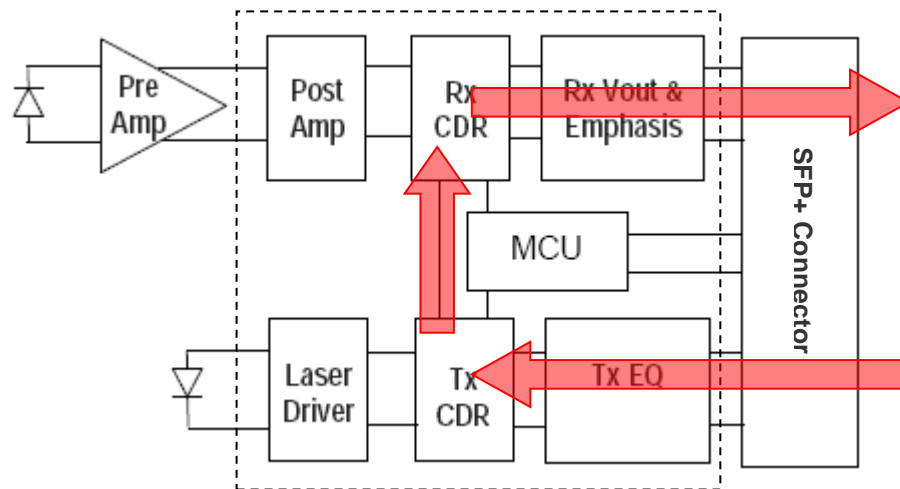 Pre
Amp
Post
Amp
Rx
CDR
Rx Vout &
Emphasis
SFP+ Connector
MCU
Laser
Driver
Tx
CDR
Tx EQ